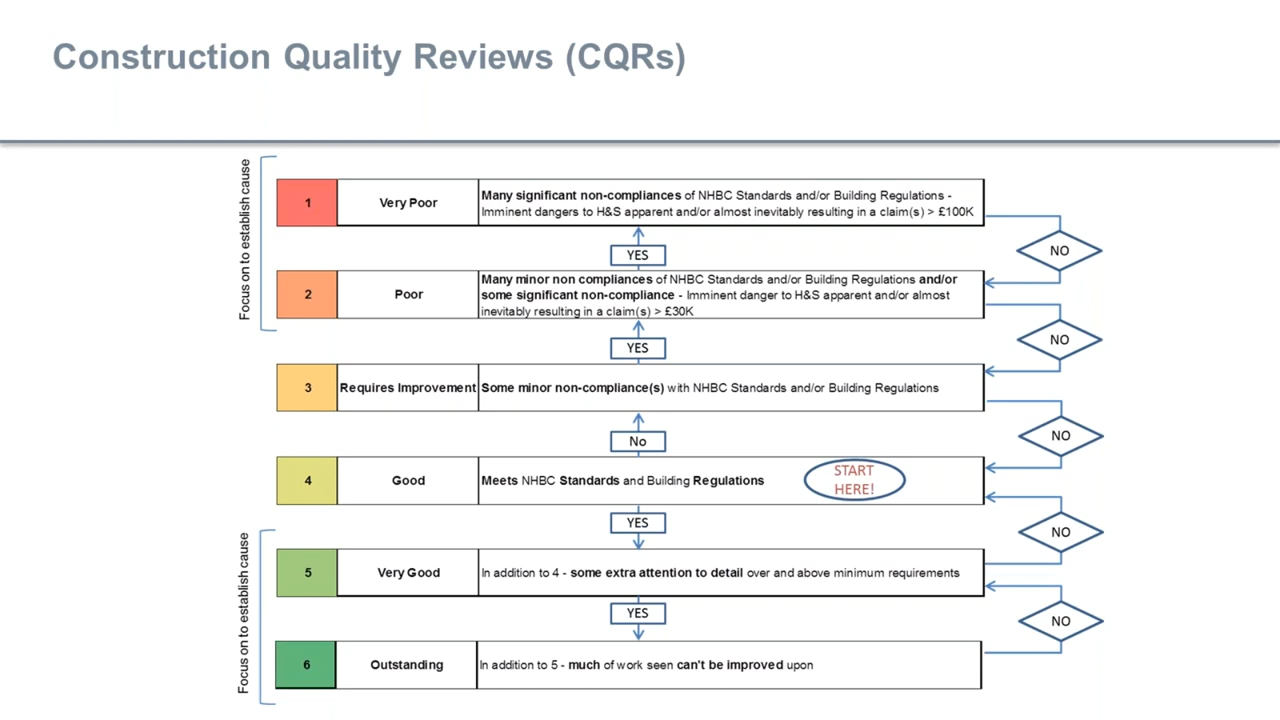 Construction Quality Reviews (CQRs)
Focus on to establish cause
1
Very Poor
Many significant non-compliances of NHBC Standards and/or Building Regulations -
Imminent dangers to H&S apparent and/or almost inevitably resulting in a claim(s) > £100K
NO
YES
2
Poor
Many minor non compliances of NHBC Standards and/or Building Regulations and/or
some significant non-compliance - Imminent danger to H&S apparent and/or almost
inevitably resulting in a claim(s) > £30K
NO
YES
3
Requires Improvement
Some minor non-compliance(s) with NHBC Standards and/or Building Regulations
NO
No
4
Good
Meets NHBC Standards and Building Regulations
START
HERE!
NO
YES
Focus on to establish cause
5
Very Good
In addition to 4 - some extra attention to detail over and above minimum requirements
NO
YES
6
Outstanding
In addition to 5 - much of work seen can't be improved upon